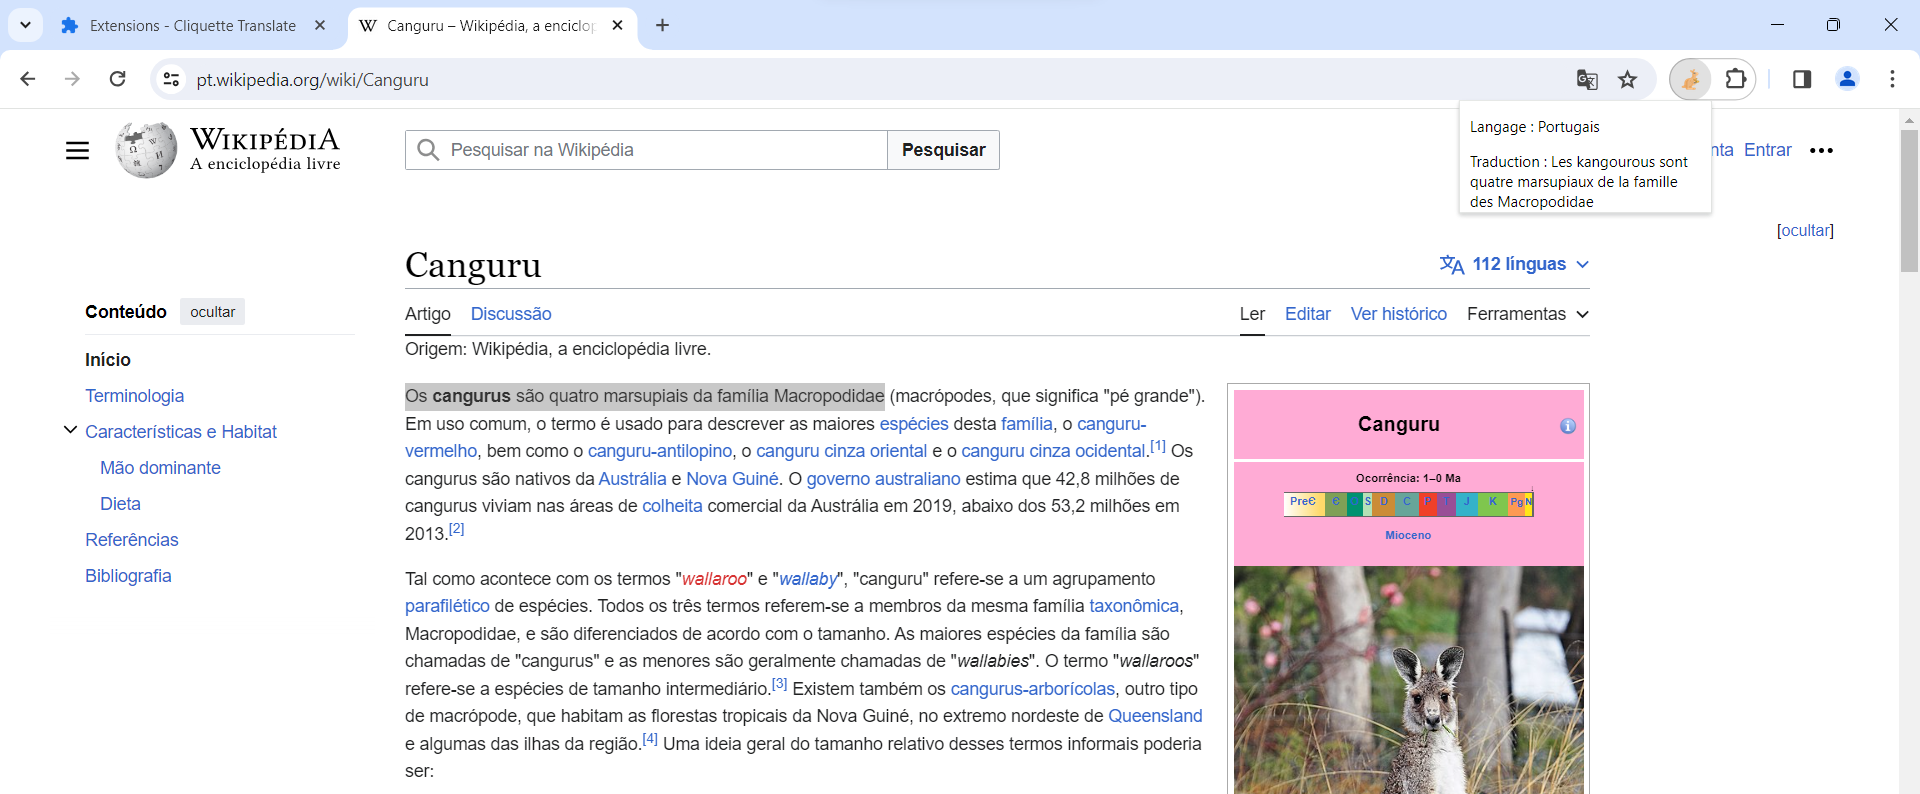 Extensions - Cliquette Translate
Canguru – Wikipédia, a enciclop
pt.wikipedia.org/wiki/Canguru
Langage : Portugais
Traduction : Les kangourous sont
quatre marsupiaux de la famille
des Macropodidae
WIKIPÉDIA
A enciclopédia livre
Pesquisar na Wikipédia
Pesquisar
nta Entrar
[ocultar]
Canguru
112 línguas
Conteúdo ocultar
Início
Terminologia
Características e Habitat
Mão dominante
Dieta
Referências
Bibliografia
Artigo Discussão
Ler Editar Ver histórico Ferramentas
Origem: Wikipédia, a enciclopédia livre.
Os cangurus são quatro marsupiais da família Macropodidae (macrópodes, que significa "pé grande").
Em uso comum, o termo é usado para descrever as maiores espécies desta família, o canguru-
vermelho, bem como o canguru-antilopino, o canguru cinza oriental e o canguru cinza ocidental.[1] Os
cangurus são nativos da Austrália e Nova Guiné. O governo australiano estima que 42,8 milhões de
cangurus viviam nas áreas de colheita comercial da Austrália em 2019, abaixo dos 53,2 milhões em
2013.[2]
Tal como acontece com os termos "wallaroo" e "wallaby", "canguru" refere-se a um agrupamento
parafilético de espécies. Todos os três termos referem-se a membros da mesma família taxonômica,
Macropodidae, e são diferenciados de acordo com o tamanho. As maiores espécies da família são
chamadas de "cangurus" e as menores são geralmente chamadas de "wallabies". O termo "wallaroos"
refere-se a espécies de tamanho intermediário.[3] Existem também os cangurus-arborícolas, outro tipo
de macrópode, que habitam as florestas tropicais da Nova Guiné, no extremo nordeste de Queensland
e algumas das ilhas da região.[4] Uma ideia geral do tamanho relativo desses termos informais poderia
ser:
Canguru
Ocorrência: 1–0 Ma
PreЄ Є S D C P T J K Pg N
Mioceno